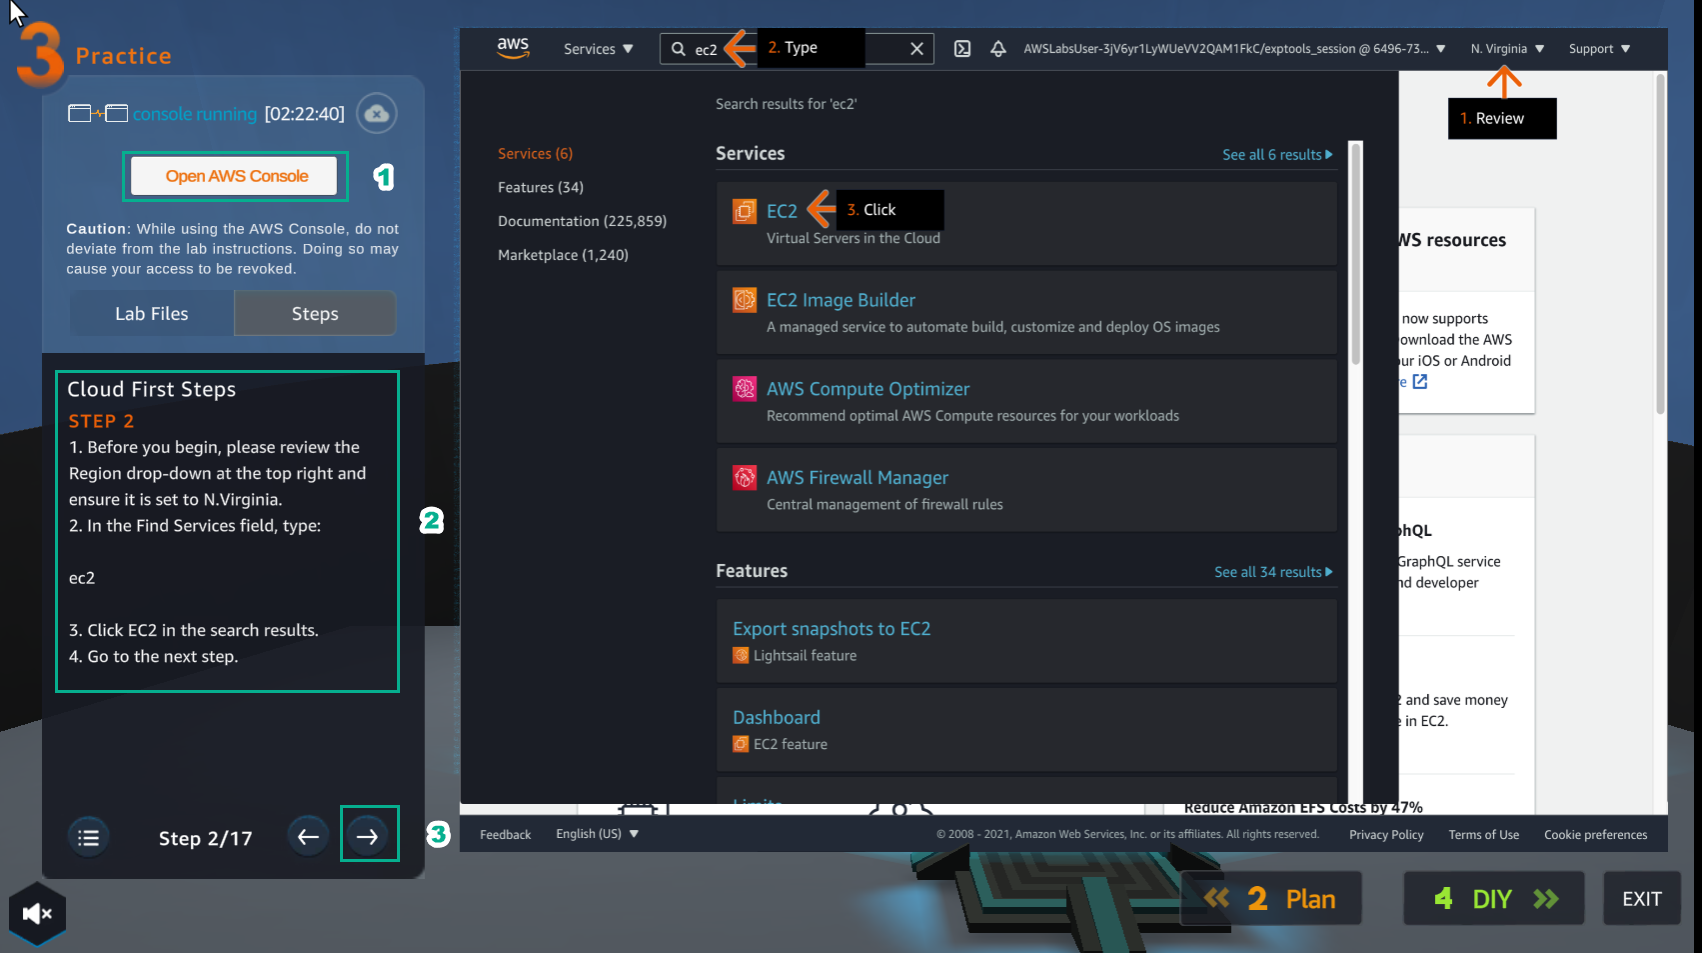 3 Practice
console running [02:22:40]
Open AWS Console
1
Caution: While using the AWS Console, do not
deviate from the lab instructions. Doing so may
cause your access to be revoked.
Lab Files
Steps
Cloud First Steps
STEP 2
1. Before you begin, please review the
Region drop-down at the top right and
ensure it is set to N.Virginia.
2. In the Find Services field, type:
ec2
3. Click EC2 in the search results.
4. Go to the next step.
2
Step 2/17
3
aws
Services
ec2
2. Type
AWSLabsUser-3jV6yr1LyWUeVV2QAM1FkC/exptools_session @ 6496-73...
N. Virginia
Support
1. Review
Search results for 'ec2'
Services (6)
Features (34)
Documentation (225,859)
Marketplace (1,240)
Services
See all 6 results
EC2
3. Click
Virtual Servers in the Cloud
EC2 Image Builder
A managed service to automate build, customize and deploy OS images
AWS Compute Optimizer
Recommend optimal AWS Compute resources for your workloads
AWS Firewall Manager
Central management of firewall rules
Features
See all 34 results
Export snapshots to EC2
Lightsail feature
Dashboard
EC2 feature
WS resources
now supports
ownload the AWS
ur iOS or Android
e
hQL
GraphQL service
nd developer
2 and save money
e in EC2.
Reduce Amazon EFS Costs by 47%
Feedback
English (US)
© 2008 - 2021, Amazon Web Services, Inc. or its affiliates. All rights reserved.
Privacy Policy
Terms of Use
Cookie preferences
2 Plan
4 DIY
EXIT